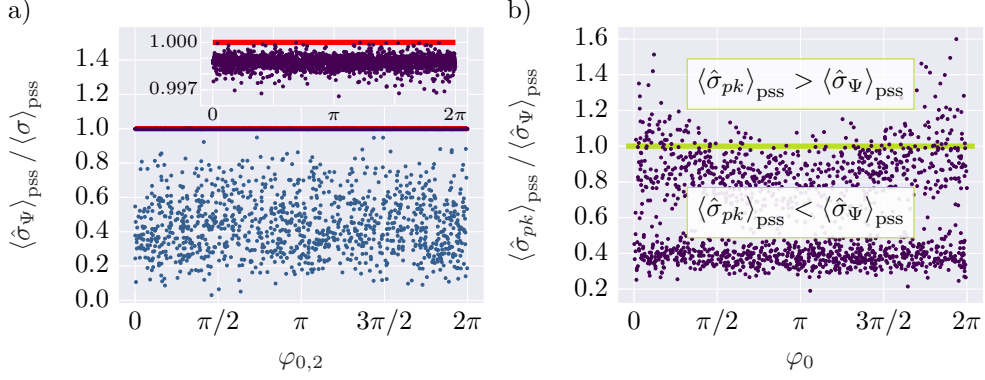 a)
⟨σ̂_Ψ⟩_pss / ⟨σ⟩_pss
1.4
1.2
1.0
0.8
0.6
0.4
0.2
0.0
1.000
0.997
0 π 2π
0 π/2 π 3π/2 2π
φ_{0,2}
b)
⟨σ̂_{pk}⟩_pss / ⟨σ̂_Ψ⟩_pss
1.6
1.4
1.2
1.0
0.8
0.6
0.4
0.2
⟨σ̂_{pk}⟩_pss > ⟨σ̂_Ψ⟩_pss
⟨σ̂_{pk}⟩_pss < ⟨σ̂_Ψ⟩_pss
0 π/2 π 3π/2 2π
φ_0